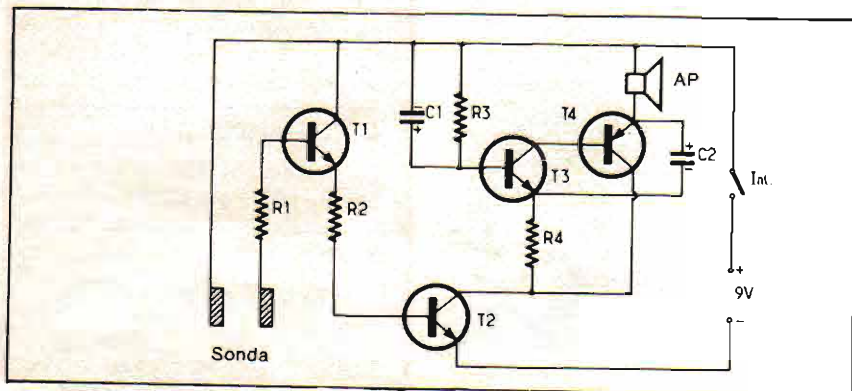 AP
T1
C1
−
+
R3
T4
+
C2
−
T3
Int.
R1
R2
R4
+
9V
−
T2
Sonda